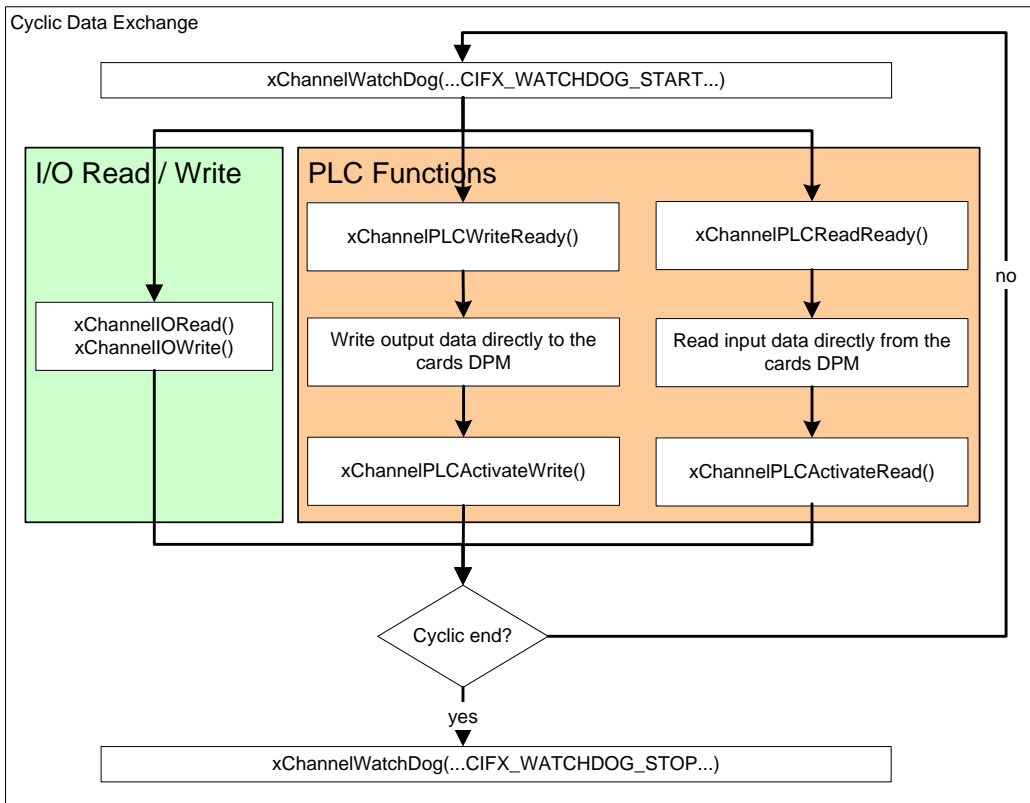 Cyclic Data Exchange
xChannelWatchDog(...CIFX_WATCHDOG_START...)
I/O Read / Write
xChannelIORead()
xChannelIOWrite()
PLC Functions
xChannelPLCWriteReady()
Write output data directly to the
cards DPM
xChannelPLCActivateWrite()
xChannelPLCReadReady()
Read input data directly from the
cards DPM
xChannelPLCActivateRead()
no
Cyclic end?
yes
xChannelWatchDog(...CIFX_WATCHDOG_STOP...)